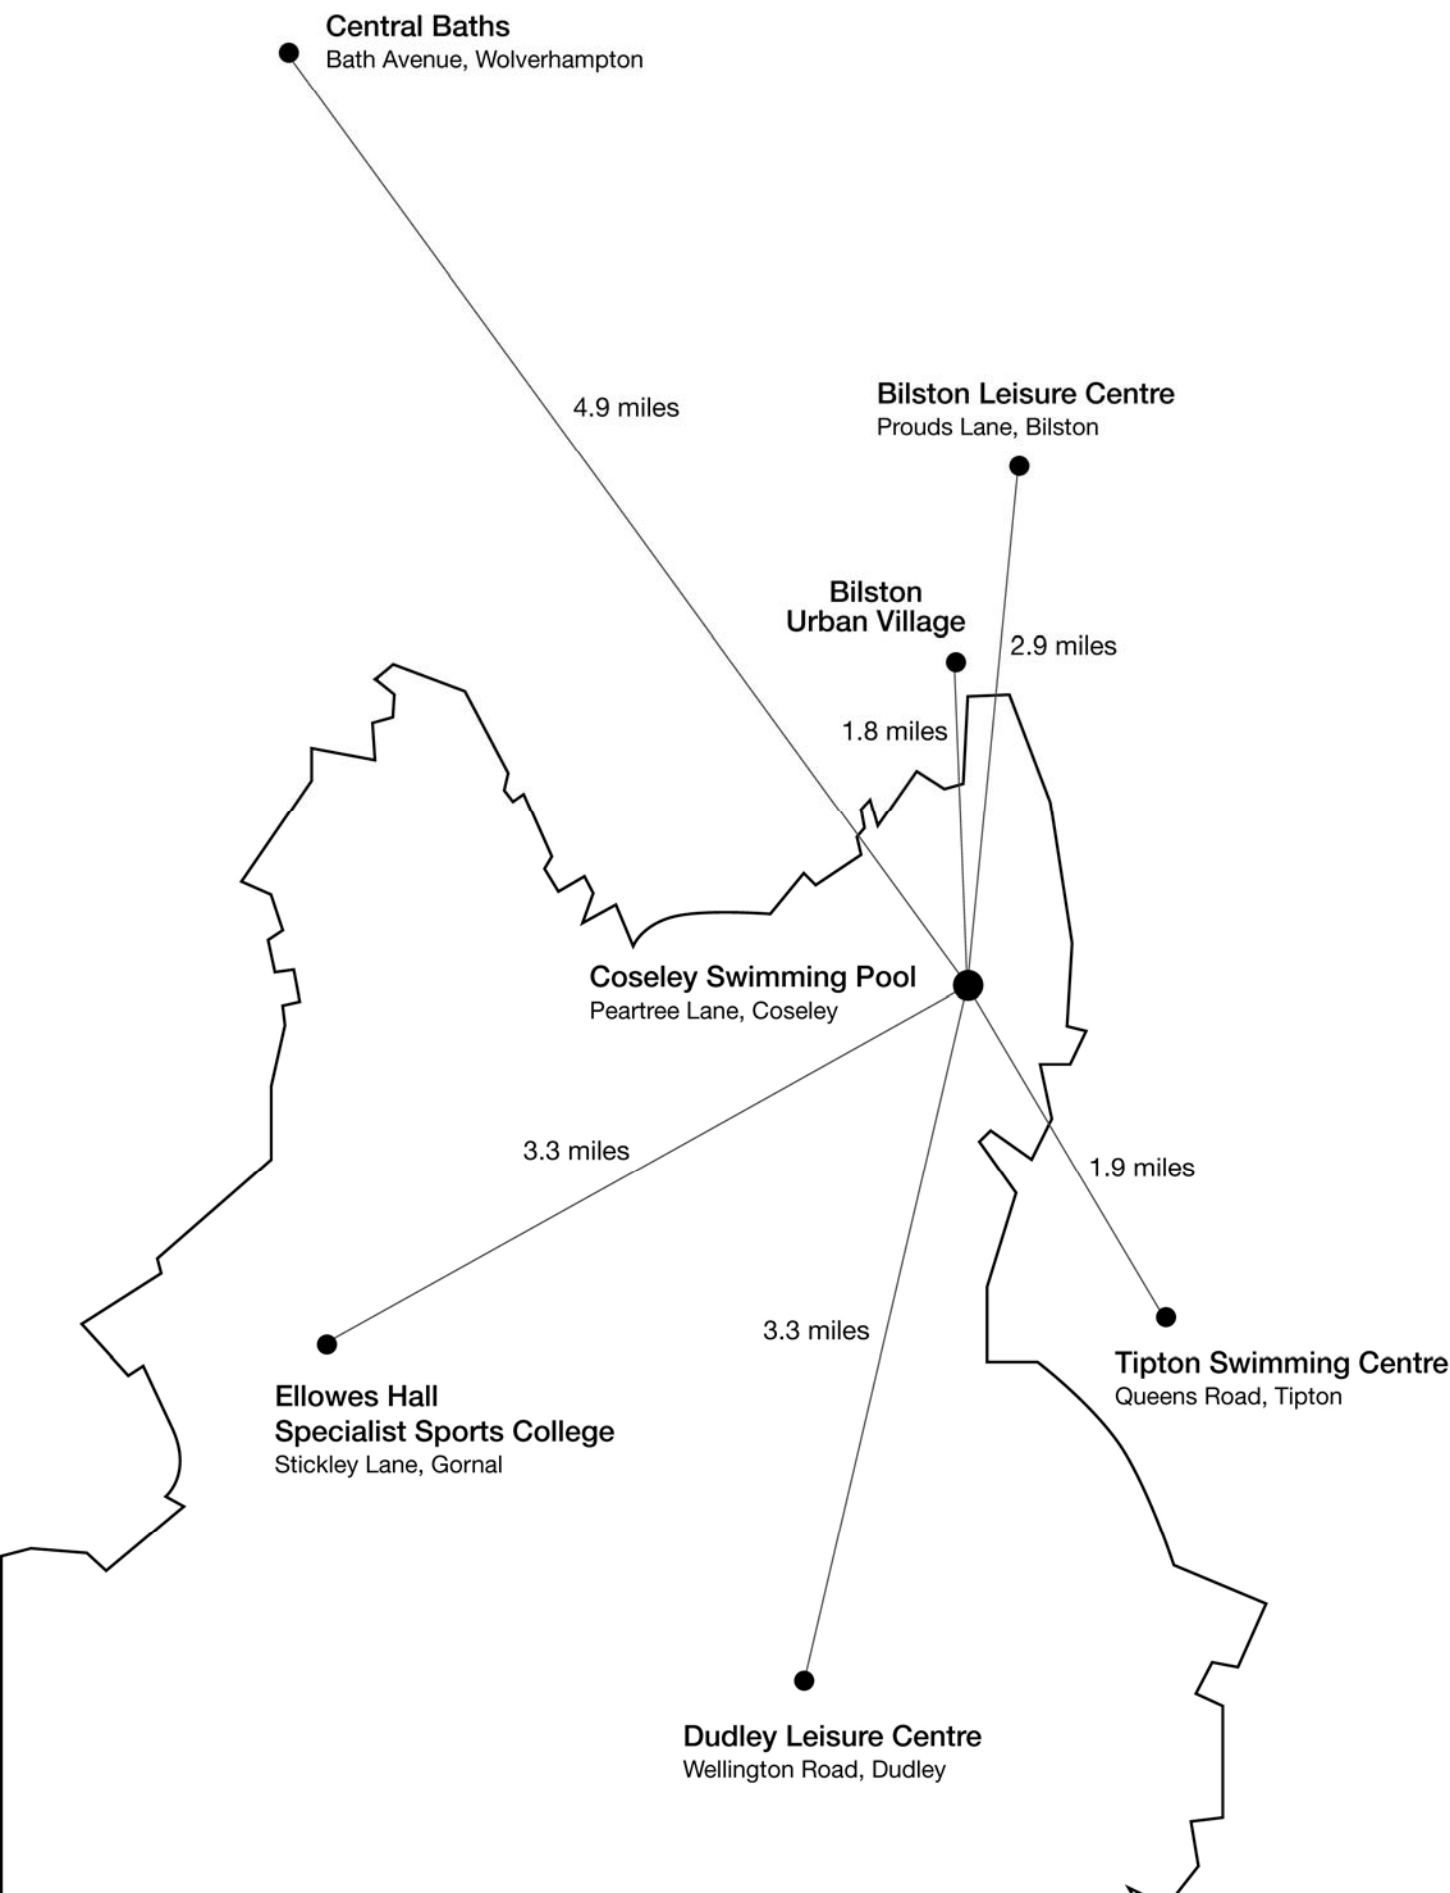 Central Baths
Bath Avenue, Wolverhampton
4.9 miles
Bilston Leisure Centre
Prouds Lane, Bilston
Bilston
Urban Village
2.9 miles
1.8 miles
Coseley Swimming Pool
Peartree Lane, Coseley
3.3 miles
1.9 miles
3.3 miles
Tipton Swimming Centre
Queens Road, Tipton
Ellowes Hall
Specialist Sports College
Stickley Lane, Gornal
Dudley Leisure Centre
Wellington Road, Dudley